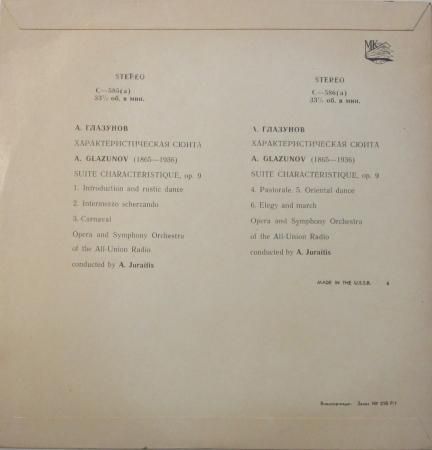 МК
STEREO
С—585(а)
33⅓ об. в мин.
А. ГЛАЗУНОВ
ХАРАКТЕРИСТИЧЕСКАЯ СЮИТА
A. GLAZUNOV (1865—1936)
SUITE CHARACTERISTIQUE, op. 9
1. Introduction and rustic dance
2. Intermezzo scherzando
3. Carnaval
Opera and Symphony Orchestra
of the All-Union Radio
conducted by A. Juraitis
STEREO
С—586(а)
33⅓ об. в мин.
А. ГЛАЗУНОВ
ХАРАКТЕРИСТИЧЕСКАЯ СЮИТА
A. GLAZUNOV (1865—1936)
SUITE CHARACTERISTIQUE, op. 9
4. Pastorale. 5. Oriental dance
6. Elegy and march
Opera and Symphony Orchestra
of the All-Union Radio
conducted by A. Juraitis
MADE IN THE U.S.S.R. 6
Заказ №